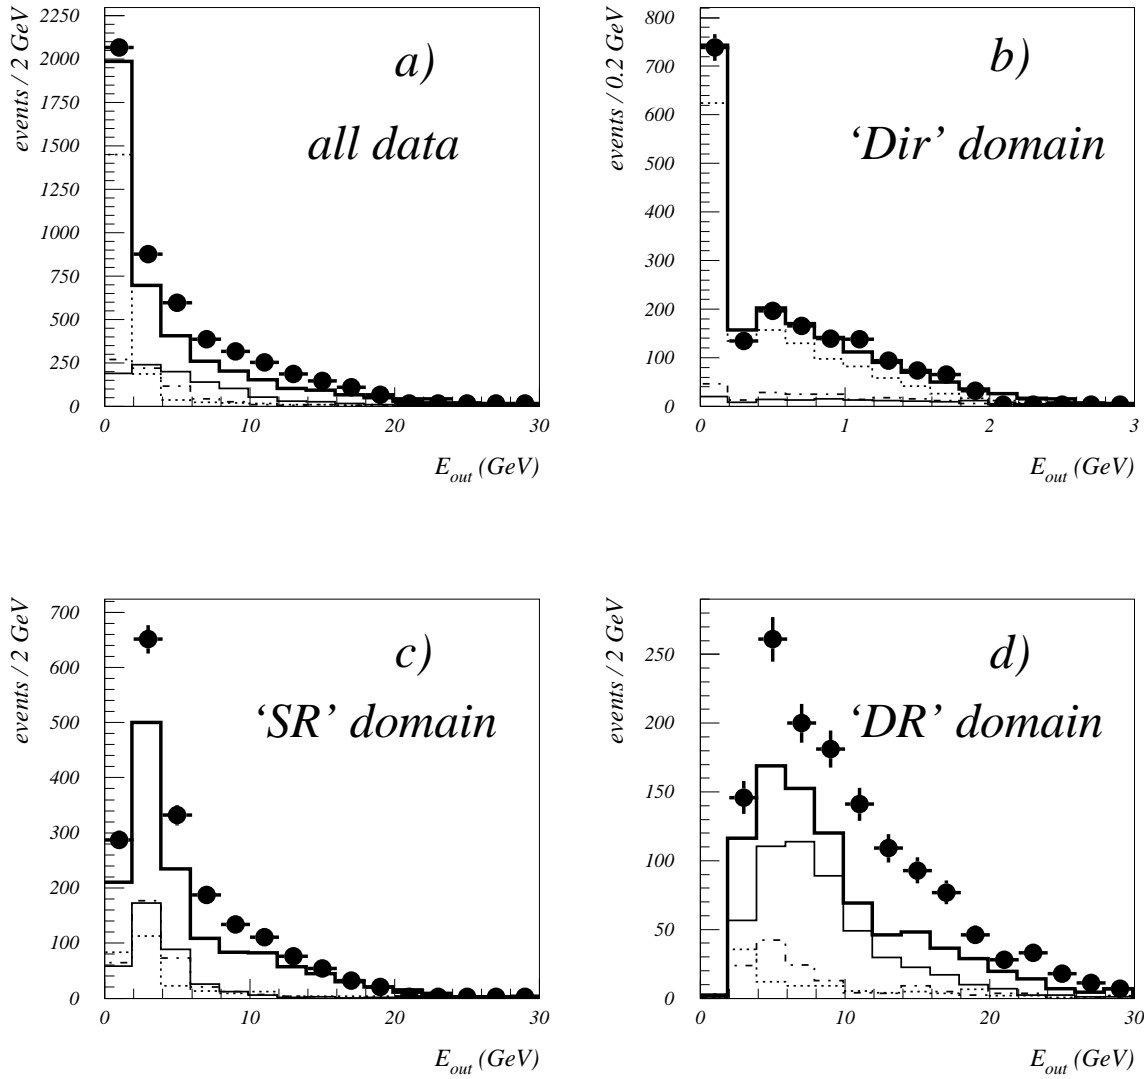 events / 2 GeV
2250
2000
1750
1500
1250
1000
750
500
250
0
a)
all data
0 10 20 30
E_out (GeV)
events / 0.2 GeV
800
700
600
500
400
300
200
100
0
b)
‘Dir’ domain
0 1 2 3
E_out (GeV)
events / 2 GeV
700
600
500
400
300
200
100
0
c)
‘SR’ domain
0 10 20 30
E_out (GeV)
events / 2 GeV
250
200
150
100
50
0
d)
‘DR’ domain
0 10 20 30
E_out (GeV)